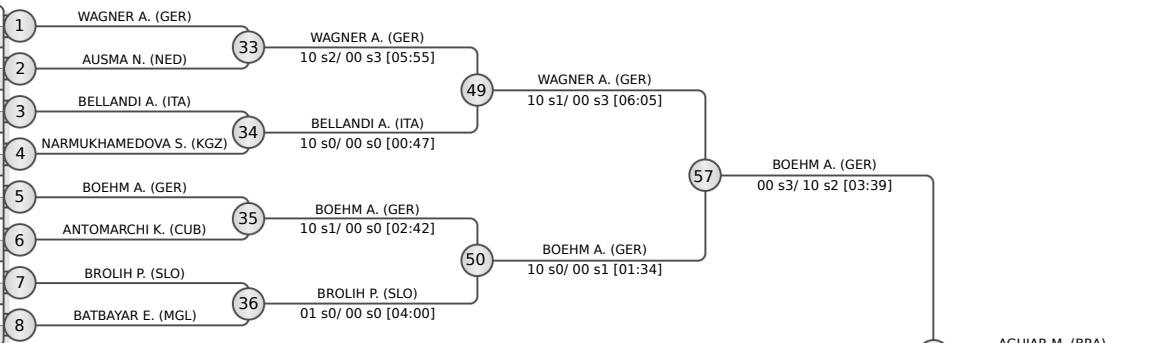 1
WAGNER A. (GER)
2
AUSMA N. (NED)
33
WAGNER A. (GER)
10 s2/ 00 s3 [05:55]
3
BELLANDI A. (ITA)
4
NARMUKHAMEDOVA S. (KGZ)
34
BELLANDI A. (ITA)
10 s0/ 00 s0 [00:47]
49
WAGNER A. (GER)
10 s1/ 00 s3 [06:05]
5
BOEHM A. (GER)
6
ANTOMARCHI K. (CUB)
35
BOEHM A. (GER)
10 s1/ 00 s0 [02:42]
7
BROLIH P. (SLO)
8
BATBAYAR E. (MGL)
36
BROLIH P. (SLO)
01 s0/ 00 s0 [04:00]
50
BOEHM A. (GER)
10 s0/ 00 s1 [01:34]
57
BOEHM A. (GER)
00 s3/ 10 s2 [03:39]
AGUIAR M. (BRA)